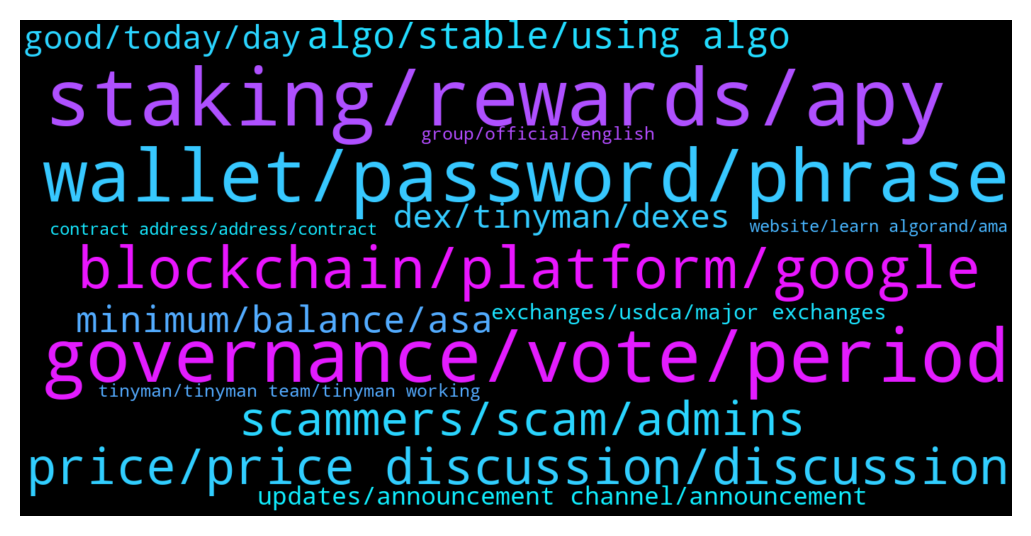 good/today/day algo/stable/using algo
staking/rewards/apy
group/official/english
wallet/password/phrase
dex/tinyman/dexes
contract address/address/contract
website/learn algorand/ama
blockchain/platform/google
minimum/balance/asa
exchanges/usdca/major exchanges
governance/vote/period
tinyman/tinyman team/tinyman working
scammers/scam/admins
price/price discussion/discussion
updates/announcement channel/announcement